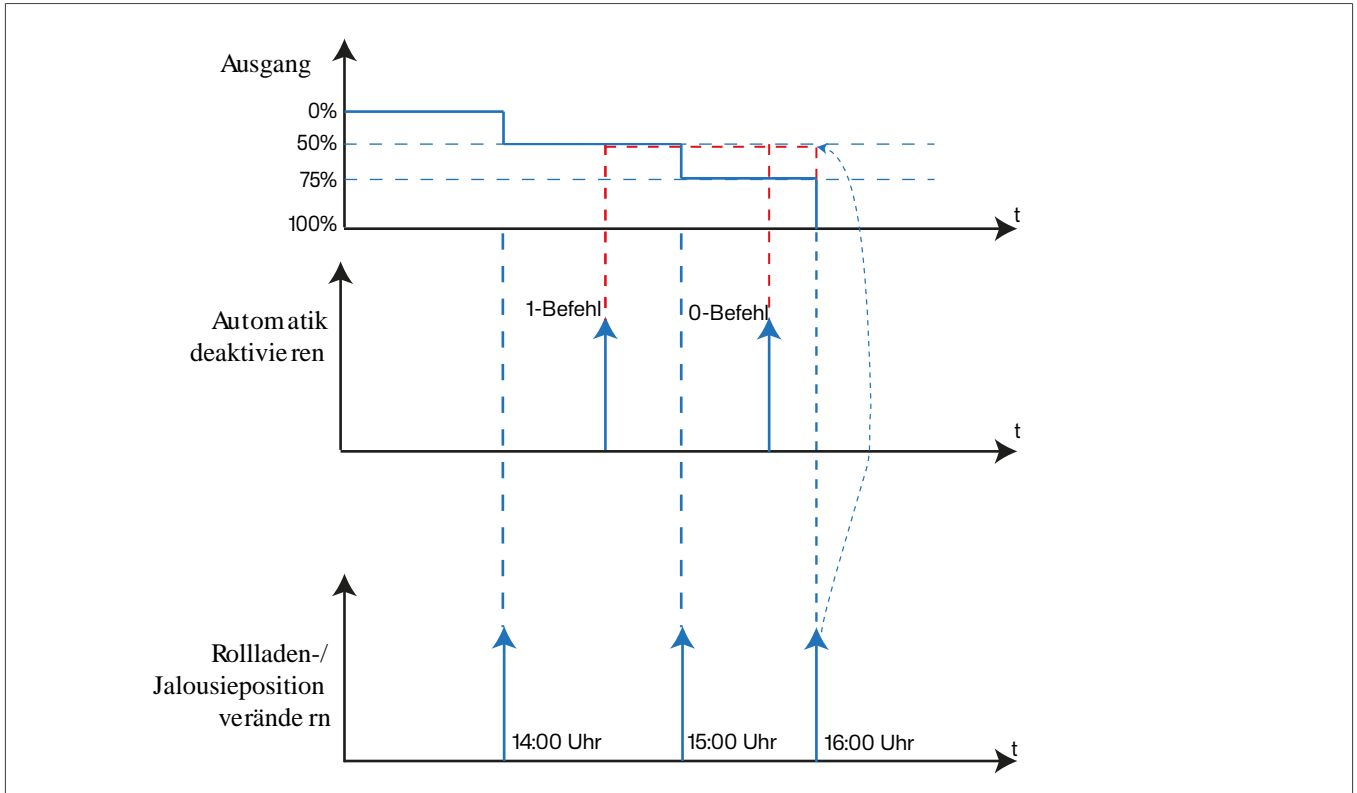 Ausgang
0%
50%
75%
100%
t
1-Befehl
0-Befehl
Automatik
deaktivieren
t
Rollladen-/
Jalousieposition
verändern
14:00 Uhr
15:00 Uhr
16:00 Uhr
t